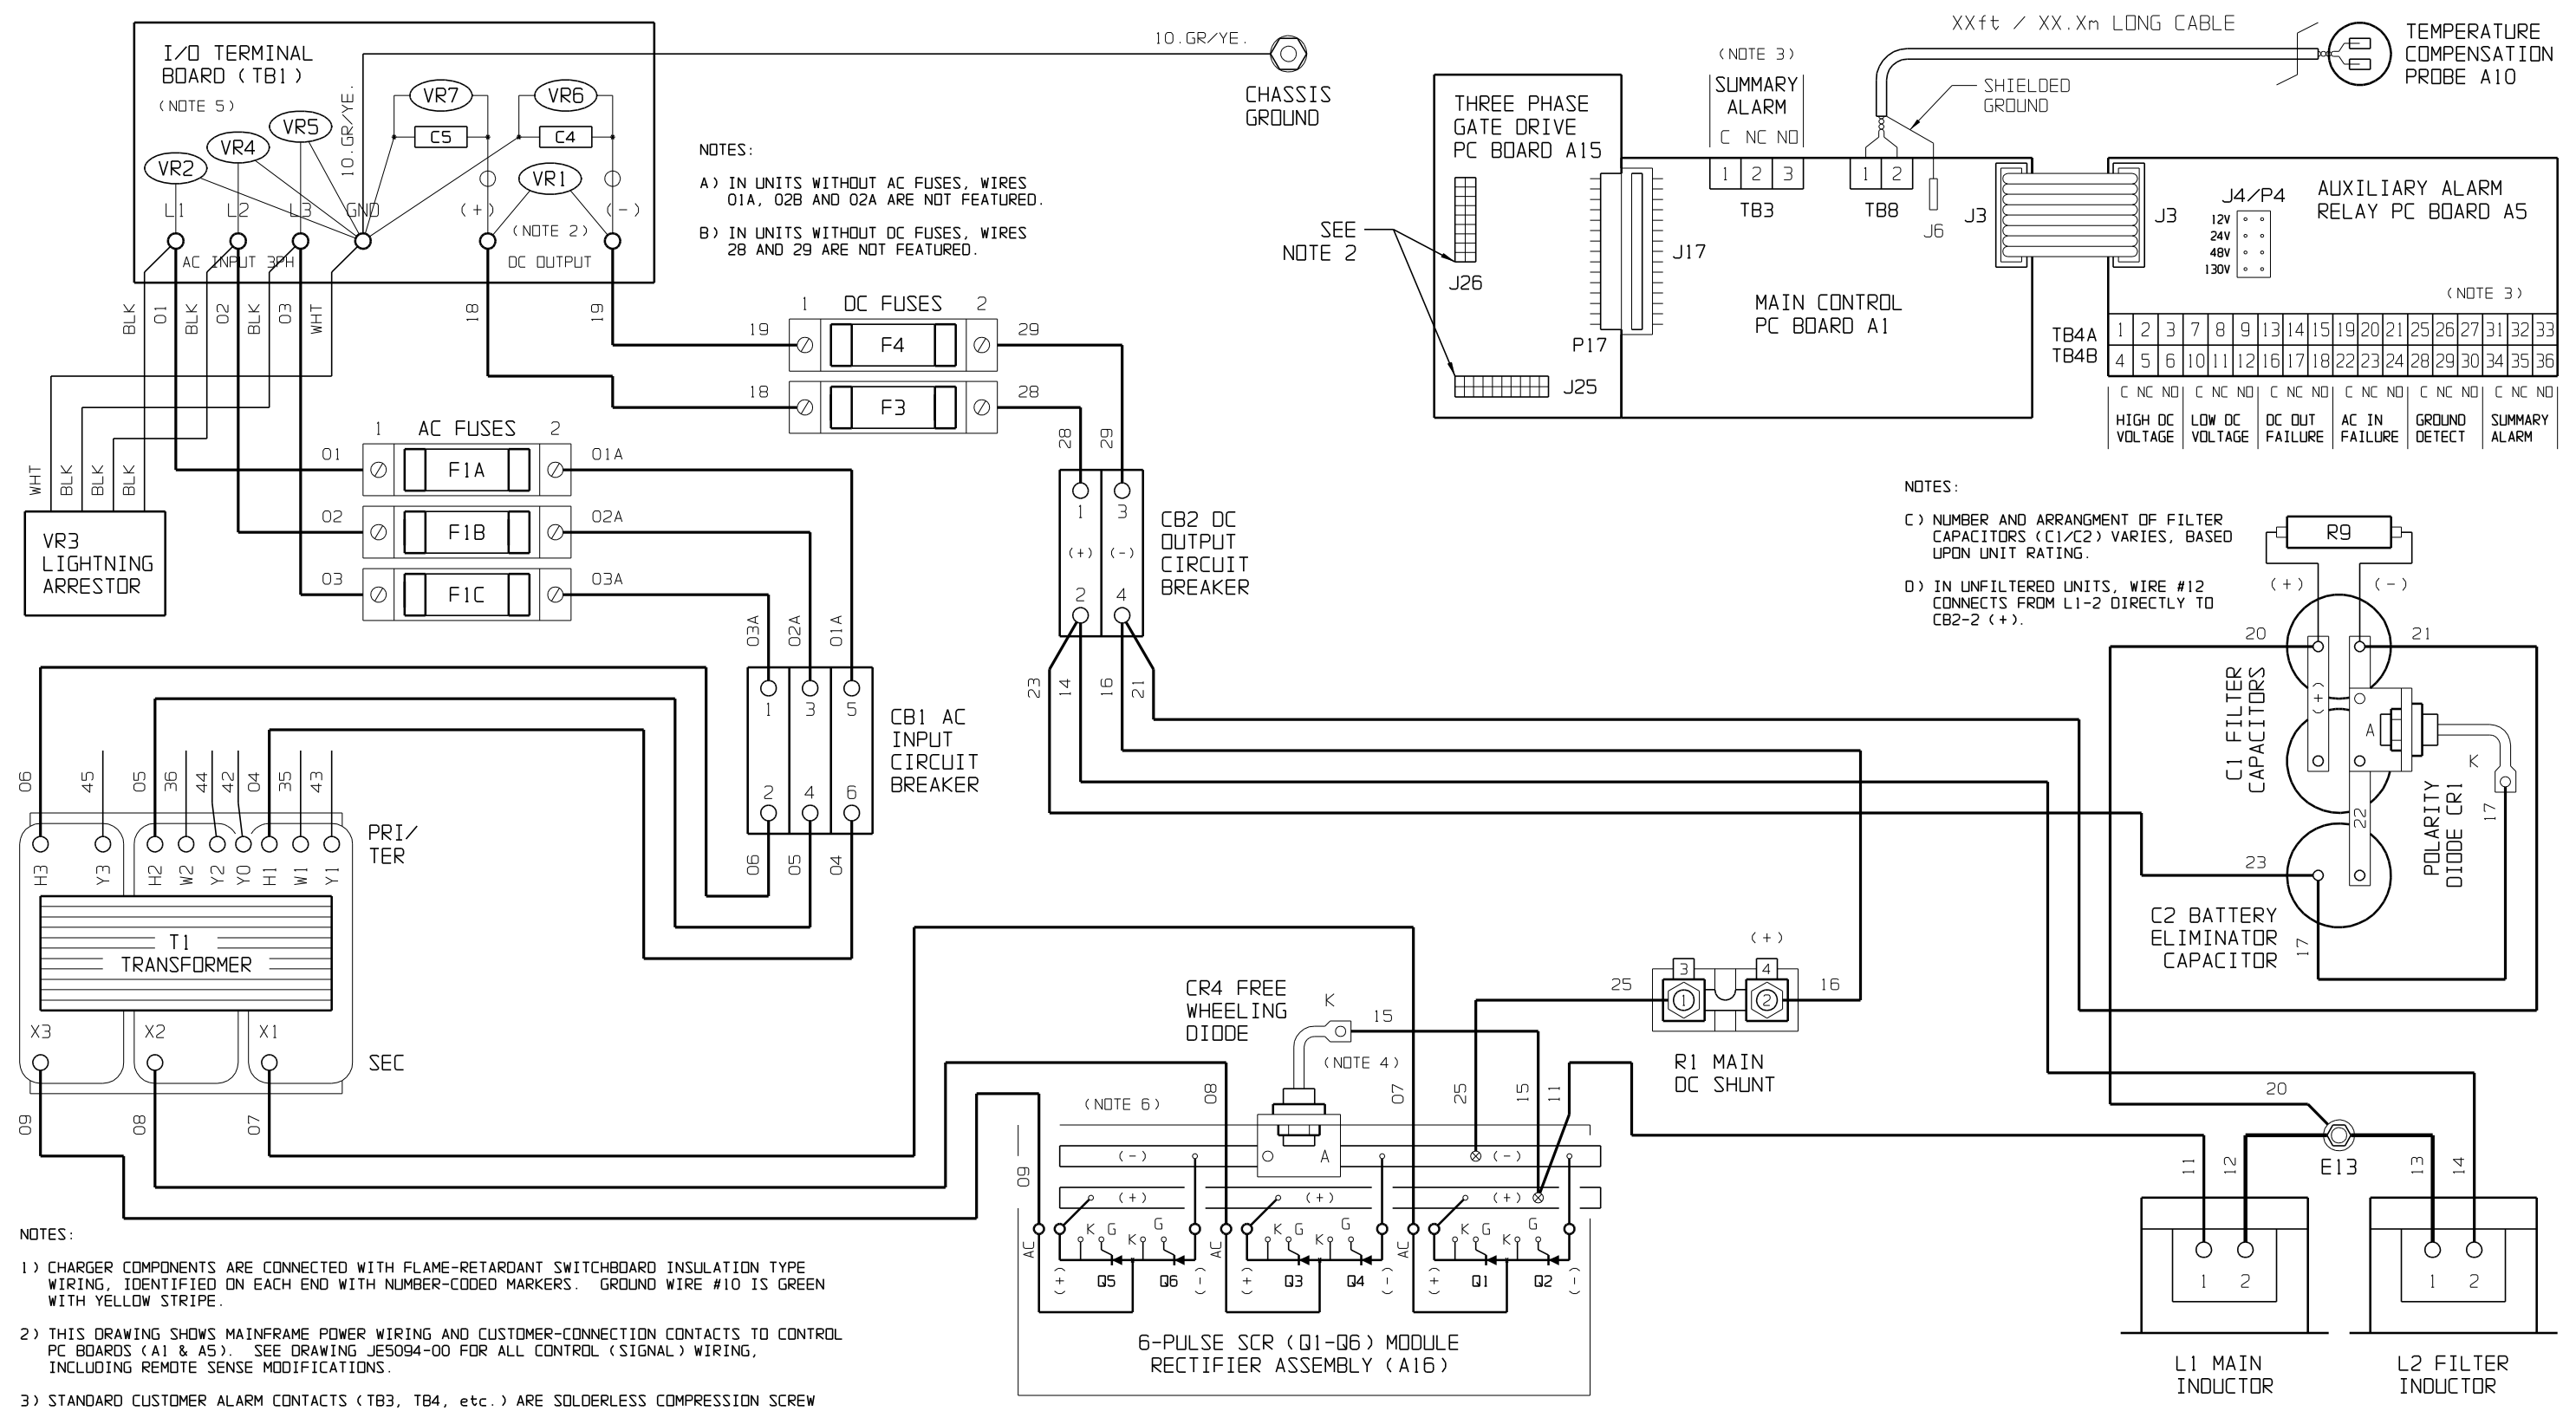 I/O TERMINAL
BOARD (TB1)
(NOTE 5)
VR2
VR4
VR5
VR7
VR6
C5
C4
VR1
10.GR/YE.
10.GR/YE.
L1
L2
L3
GND
(+)
(-)
(NOTE 2)
AC INPUT 3PH
DC OUTPUT
CHASSIS
GROUND
BLK
01
BLK
02
BLK
03
WHT
18
19
NOTES:
A) IN UNITS WITHOUT AC FUSES, WIRES
01A, 02B AND 02A ARE NOT FEATURED.
B) IN UNITS WITHOUT DC FUSES, WIRES
28 AND 29 ARE NOT FEATURED.
1
DC FUSES
2
19
F4
29
18
F3
28
1
AC FUSES
2
01
F1A
01A
02
F1B
02A
03
F1C
03A
WHT
BLK
BLK
BLK
VR3
LIGHTNING
ARRESTOR
28
29
1
3
(+)
(-)
2
4
CB2 DC
OUTPUT
CIRCUIT
BREAKER
23
14
16
21
03A
02A
01A
1
3
5
2
4
6
CB1 AC
INPUT
CIRCUIT
BREAKER
06
05
04
06
45
05
36
44
42
04
35
43
PRI/
TER
H3
Y3
H2
W2
Y2
Y0
H1
W1
Y1
T1
TRANSFORMER
X3
X2
X1
SEC
09
08
07
THREE PHASE
GATE DRIVE
PC BOARD A15
SEE
NOTE 2
J26
J25
J17
P17
(NOTE 3)
SUMMARY
ALARM
C NC NO
1 2 3
TB3
XXft / XX.Xm LONG CABLE
SHIELDED
GROUND
1 2
TB8
J6
TEMPERATURE
COMPENSATION
PROBE A10
MAIN CONTROL
PC BOARD A1
J3
J3
J4/P4
12V
24V
48V
130V
AUXILIARY ALARM
RELAY PC BOARD A5
(NOTE 3)
TB4A
1 2 3 7 8 9 13 14 15 19 20 21 25 26 27 31 32 33
TB4B
4 5 6 10 11 12 16 17 18 22 23 24 28 29 30 34 35 36
C NC NO C NC NO C NC NO C NC NO C NC NO C NC NO
HIGH DC
VOLTAGE
LOW DC
VOLTAGE
DC OUT
FAILURE
AC IN
FAILURE
GROUND
DETECT
SUMMARY
ALARM
NOTES:
C) NUMBER AND ARRANGMENT OF FILTER
CAPACITORS (C1/C2) VARIES, BASED
UPON UNIT RATING.
D) IN UNFILTERED UNITS, WIRE #12
CONNECTS FROM L1-2 DIRECTLY TO
CB2-2 (+).
R9
(+)
(-)
20
21
C1 FILTER
CAPACITORS
(+)
A
K
17
22
POLARITY
DIODE CR1
23
17
C2 BATTERY
ELIMINATOR
CAPACITOR
CR4 FREE
WHEELING
DIODE
K
15
(NOTE 4)
(NOTE 6)
09
08
07
25
15
11
25
3
(+)
4
1
2
16
R1 MAIN
DC SHUNT
(-)
A
(-)
(+)
(+)
(+)
AC
K G
K
G
(+)
Q5
Q6
(-)
AC
K G
K
G
(+)
Q3
Q4
(-)
AC
K G
K
G
(+)
Q1
Q2
(-)
6-PULSE SCR (Q1-Q6) MODULE
RECTIFIER ASSEMBLY (A16)
20
E13
11
12
13
14
1
2
1
2
L1 MAIN
INDUCTOR
L2 FILTER
INDUCTOR
NOTES:
1) CHARGER COMPONENTS ARE CONNECTED WITH FLAME-RETARDANT SWITCHBOARD INSULATION TYPE
WIRING, IDENTIFIED ON EACH END WITH NUMBER-CODED MARKERS. GROUND WIRE #10 IS GREEN
WITH YELLOW STRIPE.
2) THIS DRAWING SHOWS MAINFRAME POWER WIRING AND CUSTOMER-CONNECTION CONTACTS TO CONTROL
PC BOARDS (A1 & A5). SEE DRAWING JE5094-00 FOR ALL CONTROL (SIGNAL) WIRING,
INCLUDING REMOTE SENSE MODIFICATIONS.
3) STANDARD CUSTOMER ALARM CONTACTS (TB3, TB4, etc.) ARE SOLDERLESS COMPRESSION SCREW